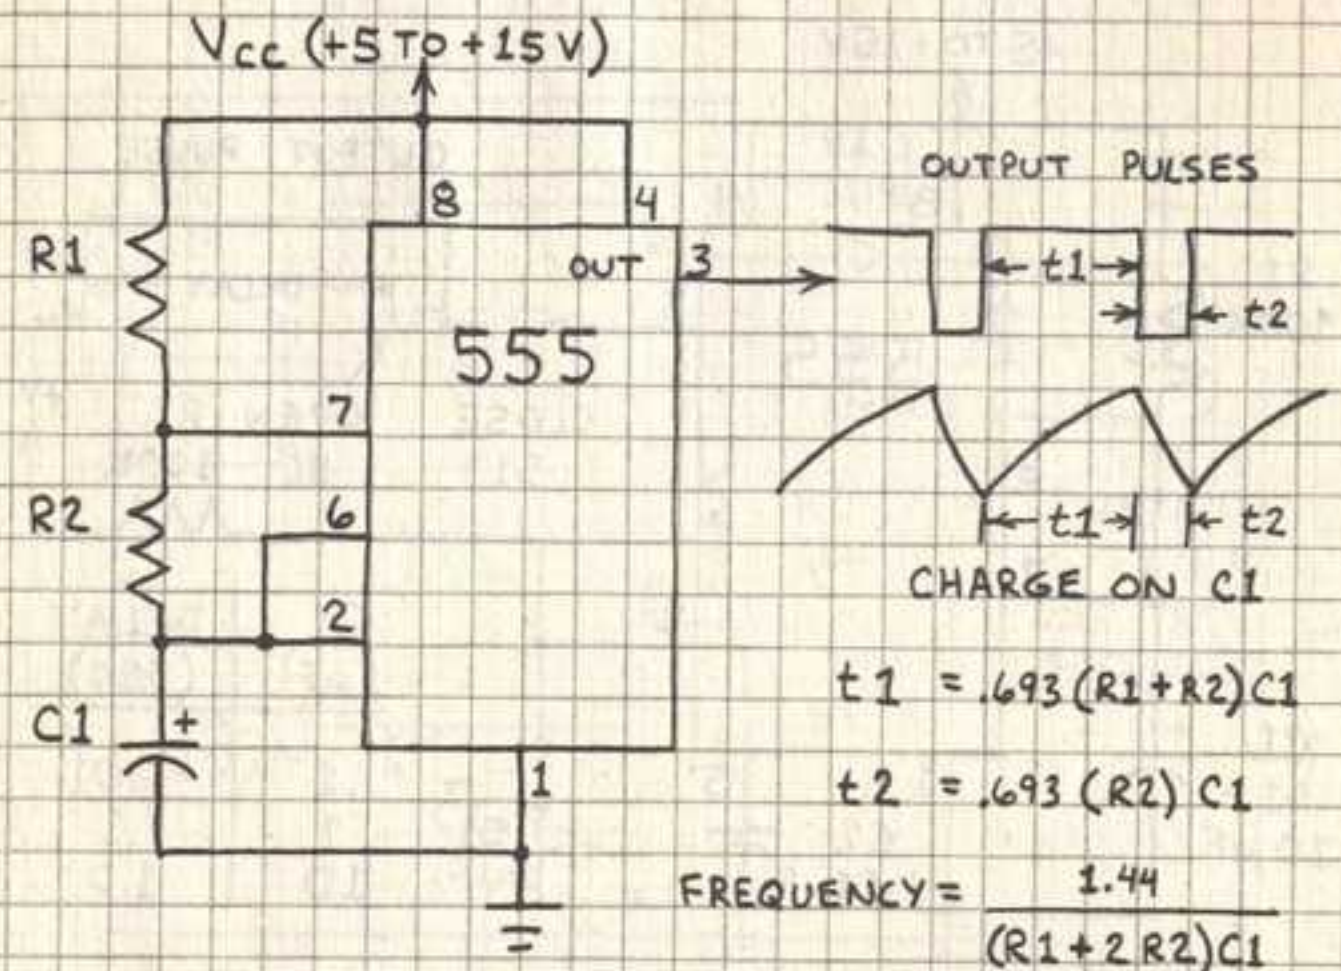 Vcc (+5 TO +15 V)
8
4
R1
OUT
3
555
7
R2
6
2
C1
+
1
OUTPUT PULSES
t1
t2
t1
t2
CHARGE ON C1
t1 = .693 (R1 + R2) C1
t2 = .693 (R2) C1
FREQUENCY = 1.44
(R1 + 2 R2) C1